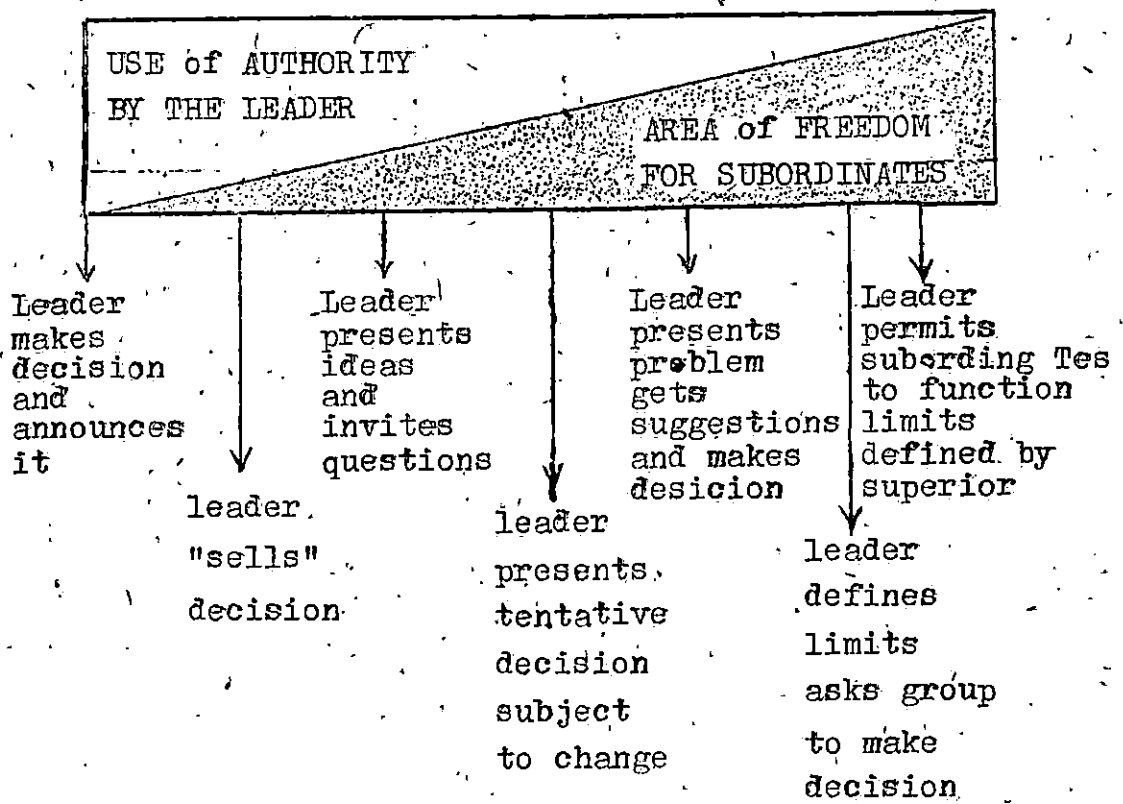 USE of AUTHORITY
BY THE LEADER
AREA of FREEDOM
FOR SUBORDINATES
Leader
makes
decision
and
announces
it
leader
"sells"
decision
Leader
presents
ideas
and
invites
questions
leader
presents
tentative
decision
subject
to change
Leader
presents
problem
gets
suggestions
and makes
desicion
leader
defines
limits
asks group
to make
decision
Leader
permits
subording Tes
to function
limits
defined by
superior